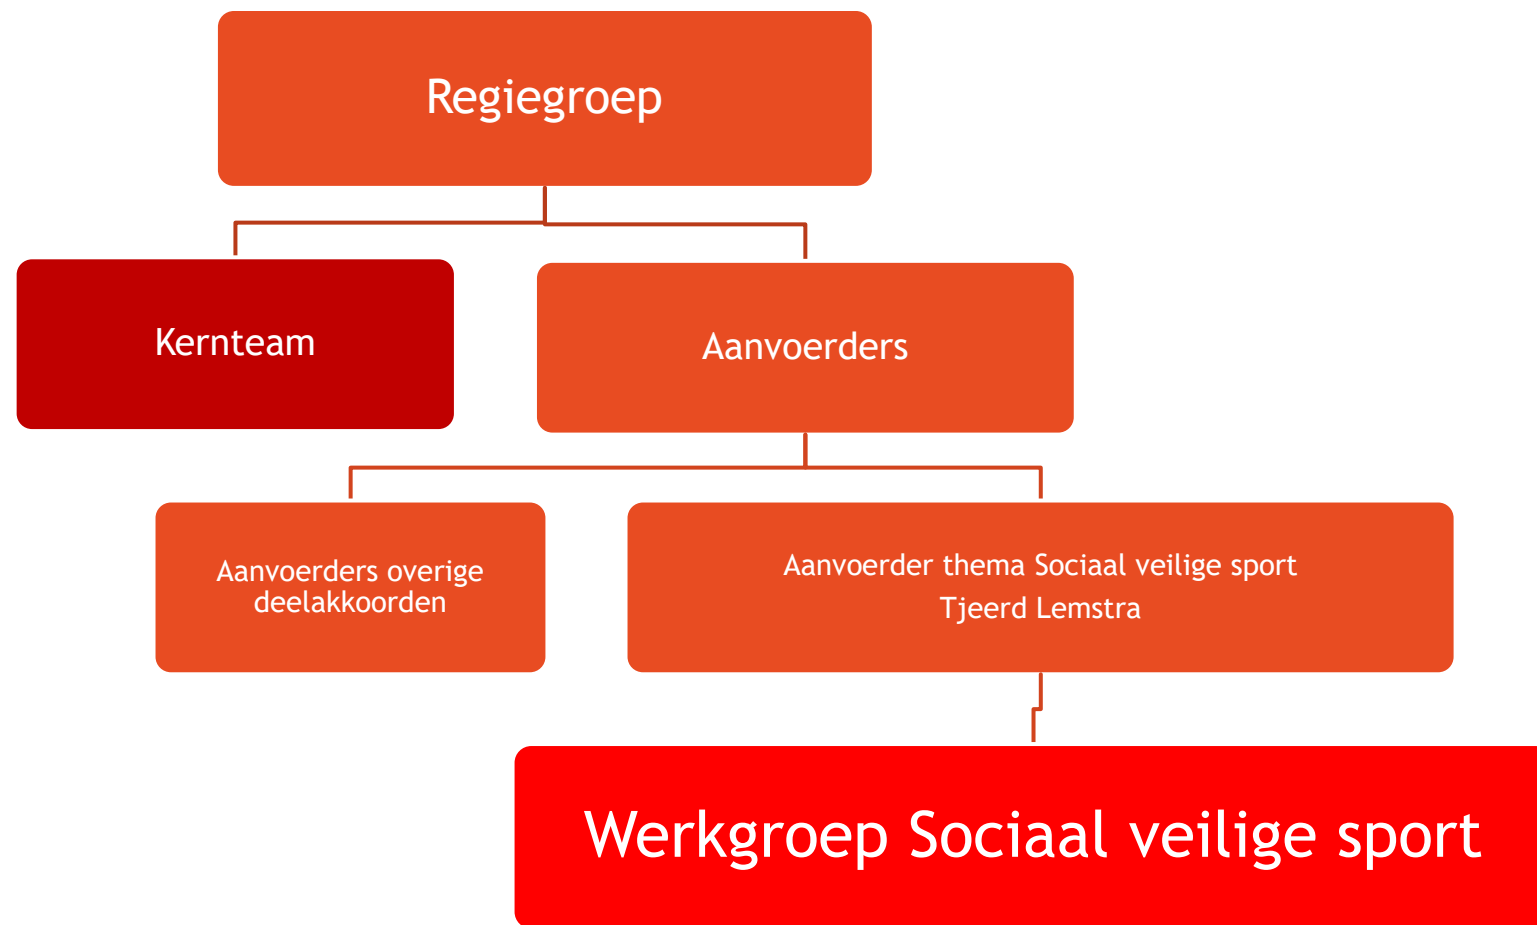 Regiegroep
Kernteam
Aanvoerders
Aanvoerders overige
deelakkoorden
Aanvoerder thema Sociaal veilige sport
Tjeerd Lemstra
Werkgroep Sociaal veilige sport